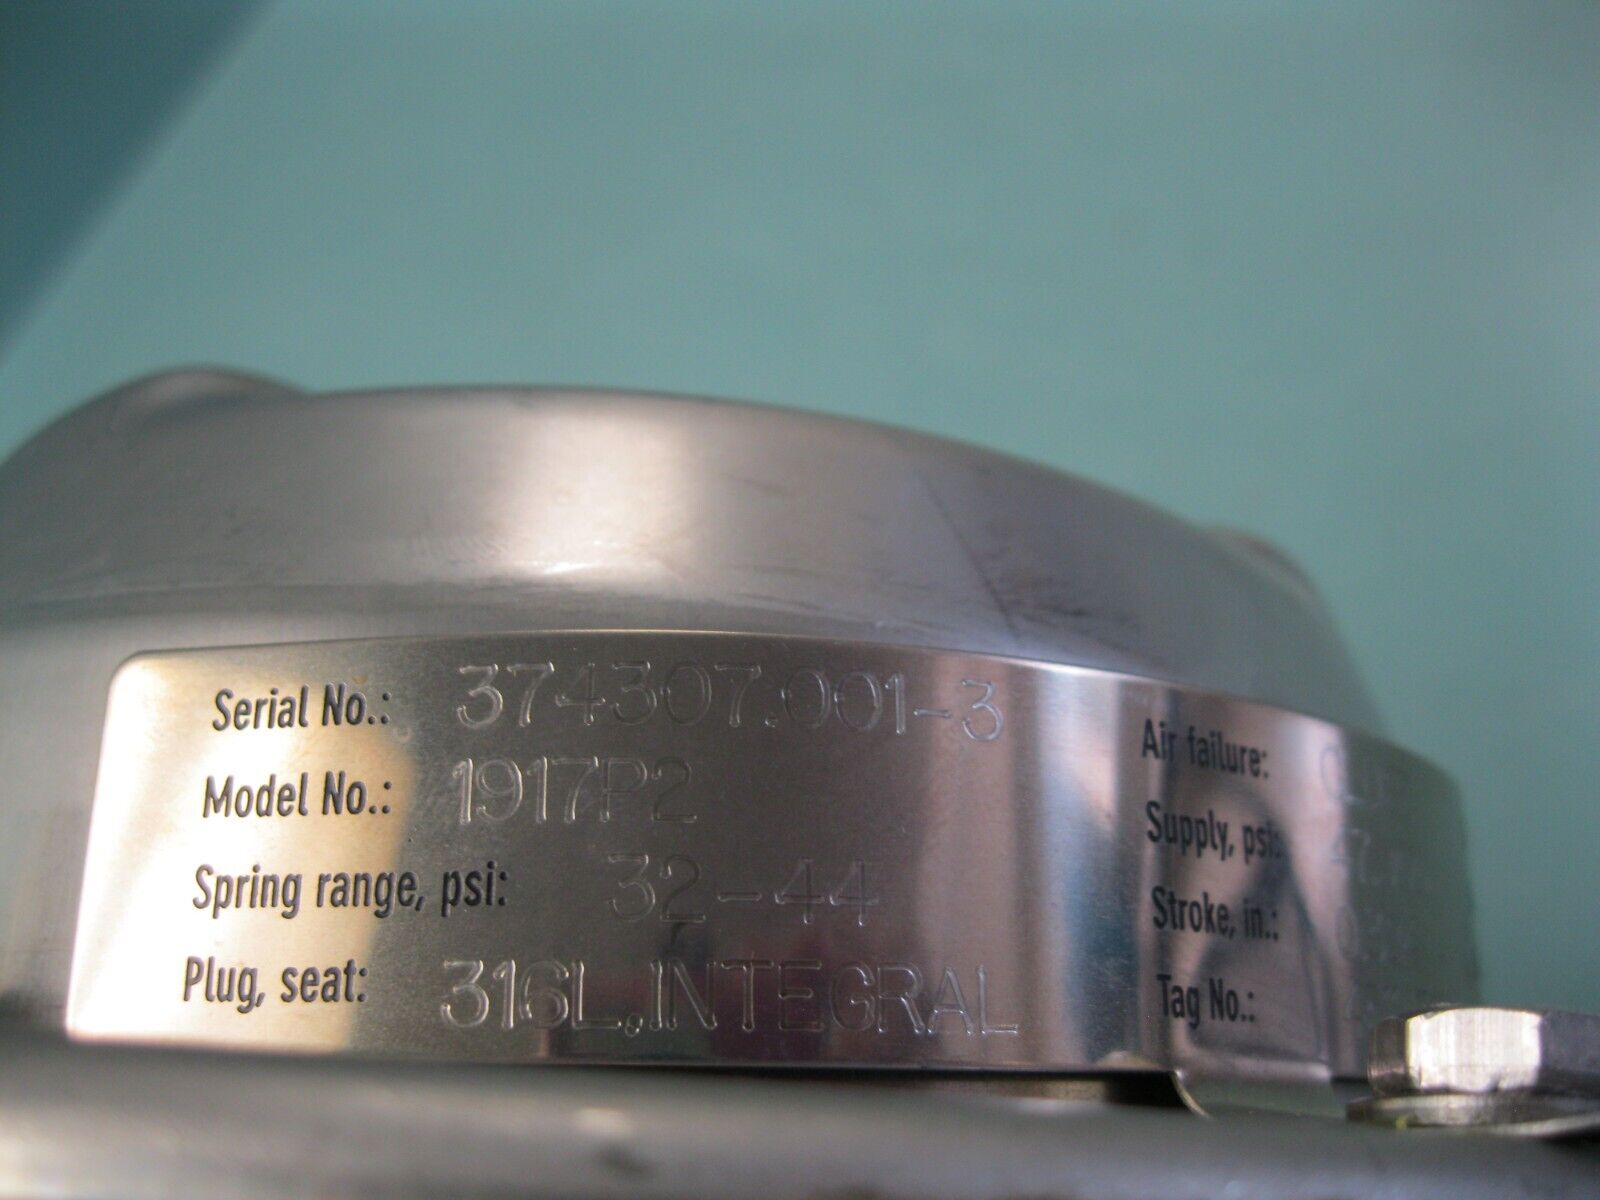 Serial No.: 374307.001-3
Model No.: 1917P2
Spring range, psi: 32-44
Plug, seat: 316L,INTEGRAL
Air failure:
Supply, psi:
Stroke, in.:
Tag No.: